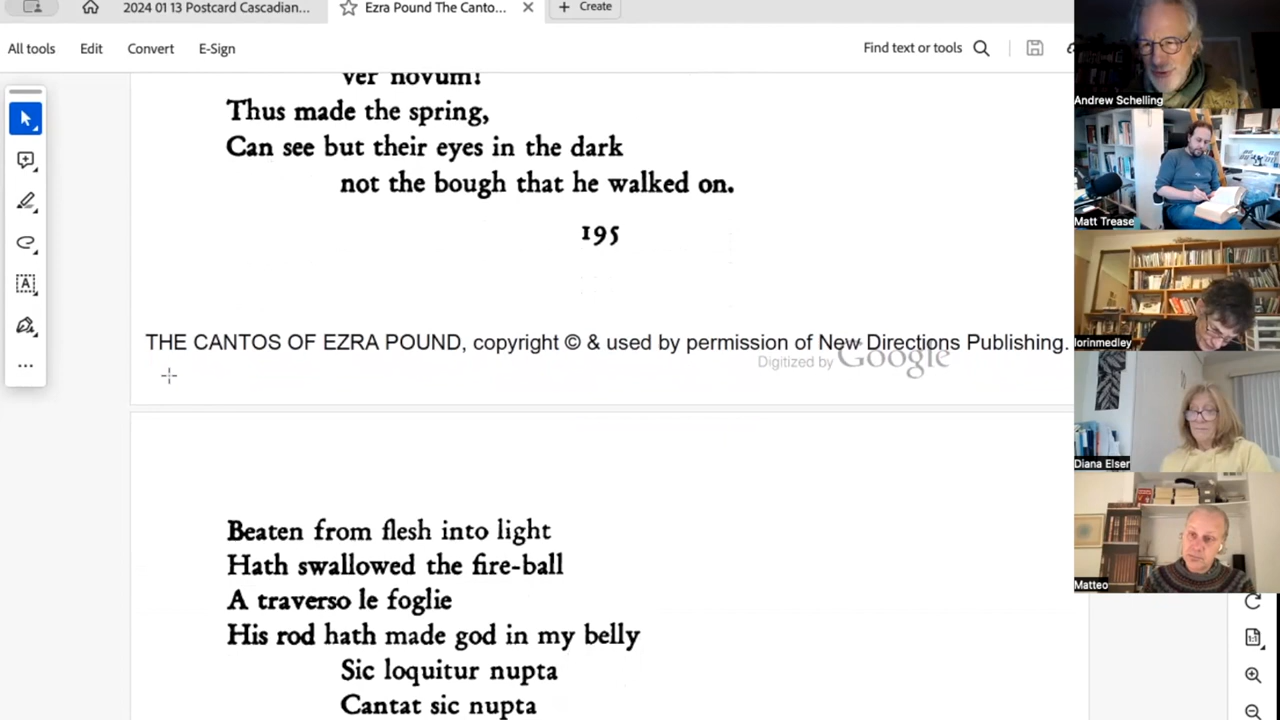 2024 01 13 Postcard Cascadian...
Ezra Pound The Canto...
Create
All tools
Edit
Convert
E-Sign
Find text or tools
ver novum!
Thus made the spring,
Can see but their eyes in the dark
not the bough that he walked on.
195
THE CANTOS OF EZRA POUND, copyright © & used by permission of New Directions Publishing.
Digitized by Google
Beaten from flesh into light
Hath swallowed the fire-ball
A traverso le foglie
His rod hath made god in my belly
Sic loquitur nupta
Cantat sic nupta
Andrew Schelling
Matt Trease
lorinmedley
Diana Elser
Matteo
1:1